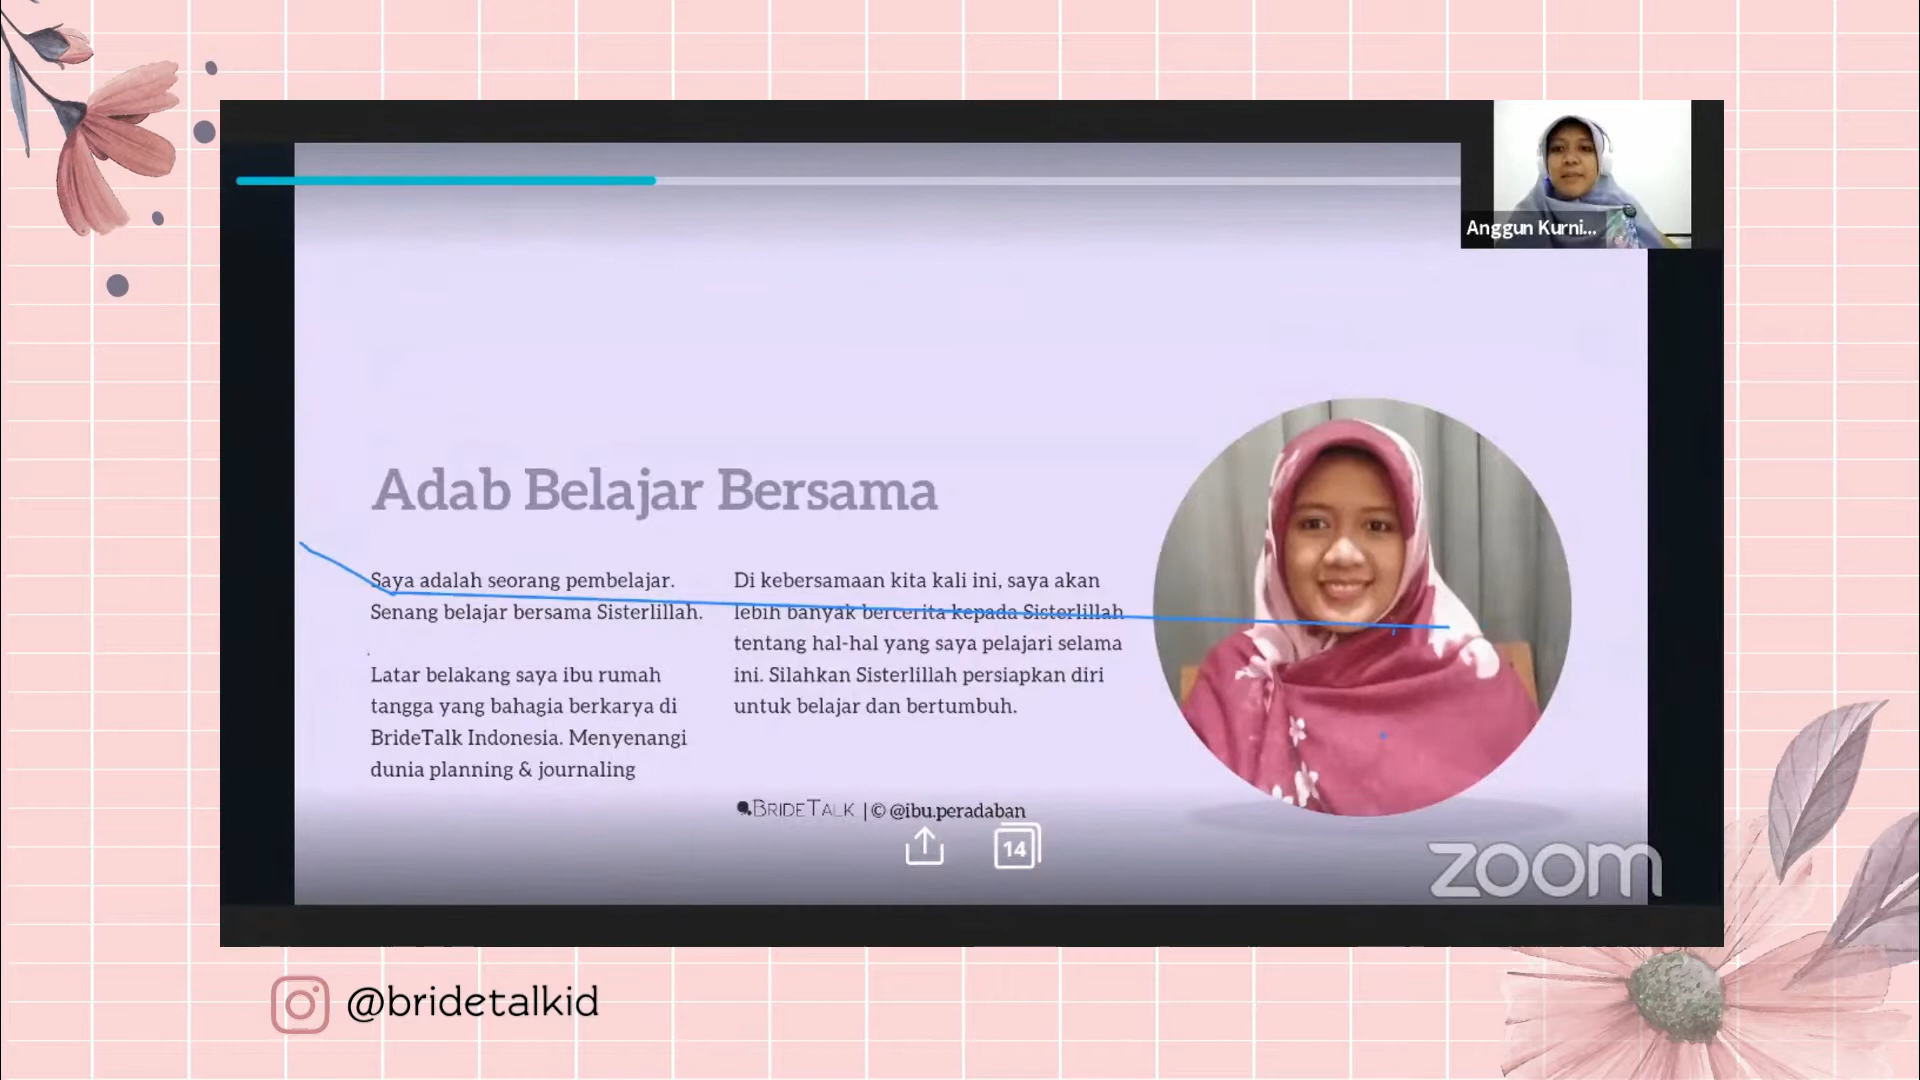 Anggun Kurni...
Adab Belajar Bersama
Saya adalah seorang pembelajar.
Senang belajar bersama Sisterlillah.
.
Latar belakang saya ibu rumah
tangga yang bahagia berkarya di
BrideTalk Indonesia. Menyenangi
dunia planning & journaling
Di kebersamaan kita kali ini, saya akan
lebih banyak bercerita kepada Sisterlillah
tentang hal-hal yang saya pelajari selama
ini. Silahkan Sisterlillah persiapkan diri
untuk belajar dan bertumbuh.
BRIDETALK | © @ibu.peradaban
14
zoom
@bridetalkid